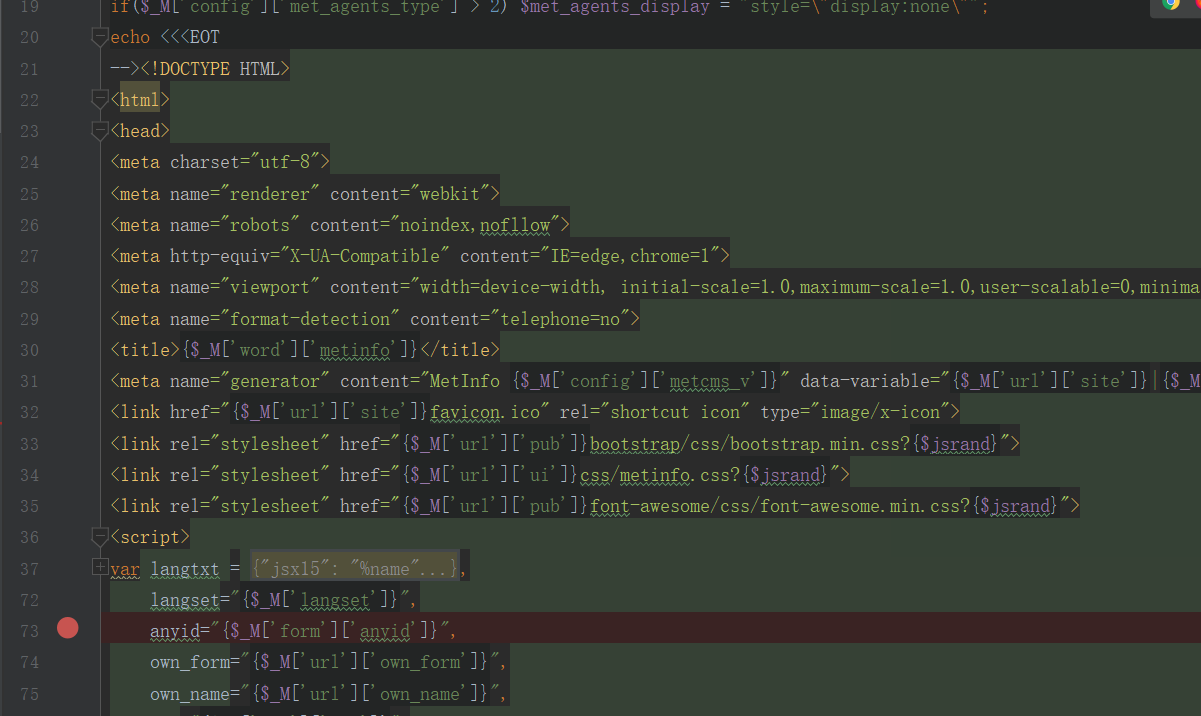 19 if($_M['config']['met_agents_type'] > 2) $met_agents_display = "style=\"display:none\"";
20 echo <<<EOT
21 --><!DOCTYPE HTML>
22 <html>
23 <head>
24 <meta charset="utf-8">
25 <meta name="renderer" content="webkit">
26 <meta name="robots" content="noindex,nofllow">
27 <meta http-equiv="X-UA-Compatible" content="IE=edge,chrome=1">
28 <meta name="viewport" content="width=device-width, initial-scale=1.0,maximum-scale=1.0,user-scalable=0,minima
29 <meta name="format-detection" content="telephone=no">
30 <title>{$_M['word']['metinfo']}</title>
31 <meta name="generator" content="MetInfo {$_M['config']['metcms_v']}" data-variable="{$_M['url']['site']}|{$_M
32 <link href="{$_M['url']['site']}favicon.ico" rel="shortcut icon" type="image/x-icon">
33 <link rel="stylesheet" href="{$_M['url']['pub']}bootstrap/css/bootstrap.min.css?{$jsrand}">
34 <link rel="stylesheet" href="{$_M['url']['ui']}css/metinfo.css?{$jsrand}">
35 <link rel="stylesheet" href="{$_M['url']['pub']}font-awesome/css/font-awesome.min.css?{$jsrand}">
36 <script>
37 var langtxt = {"jsx15": "%name"...},
72 langset="{$_M['langset']}",
73 anyid="{$_M['form']['anyid']}",
74 own_form="{$_M['url']['own_form']}",
75 own_name="{$_M['url']['own_name']}",